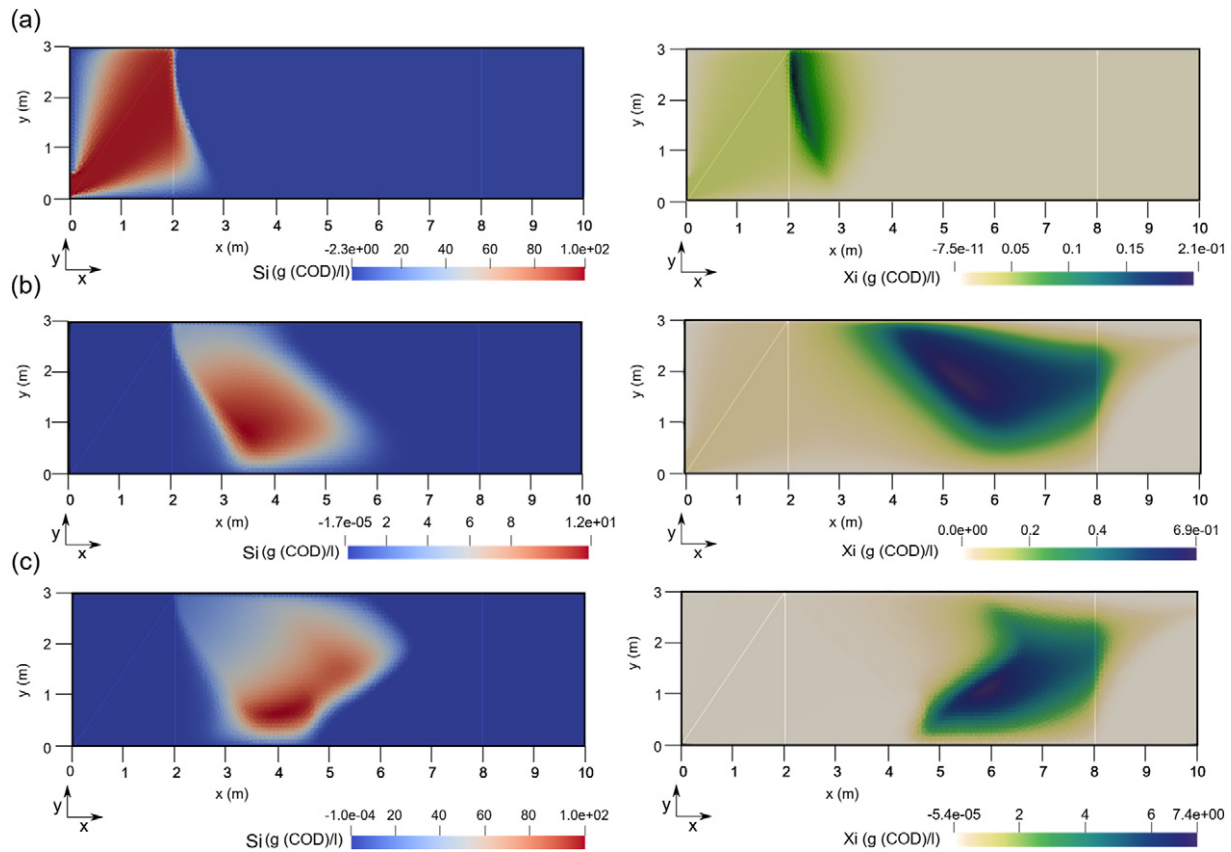 (a)
3
2
1
0
y (m)
0 1 2 3 4 5 6 7 8 9 10
x (m)
y
x
-2.3e+00 20 40 60 80 1.0e+02
Si (g (COD)/l)
3
2
1
0
y (m)
0 1 2 3 4 5 6 7 8 9 10
x (m)
y
x
-7.5e-11 0.05 0.1 0.15 2.1e-01
Xi (g (COD)/l)
(b)
3
2
1
0
y (m)
0 1 2 3 4 5 6 7 8 9 10
x (m)
y
x
-1.7e-05 2 4 6 8 1.2e+01
Si (g (COD)/l)
3
2
1
0
y (m)
0 1 2 3 4 5 6 7 8 9 10
x (m)
y
x
0.0e+00 0.2 0.4 6.9e-01
Xi (g (COD)/l)
(c)
3
2
1
0
y (m)
0 1 2 3 4 5 6 7 8 9 10
x (m)
y
x
-1.0e-04 20 40 60 80 1.0e+02
Si (g (COD)/l)
3
2
1
0
y (m)
0 1 2 3 4 5 6 7 8 9 10
x (m)
y
x
-5.4e-05 2 4 6 7.4e+00
Xi (g (COD)/l)